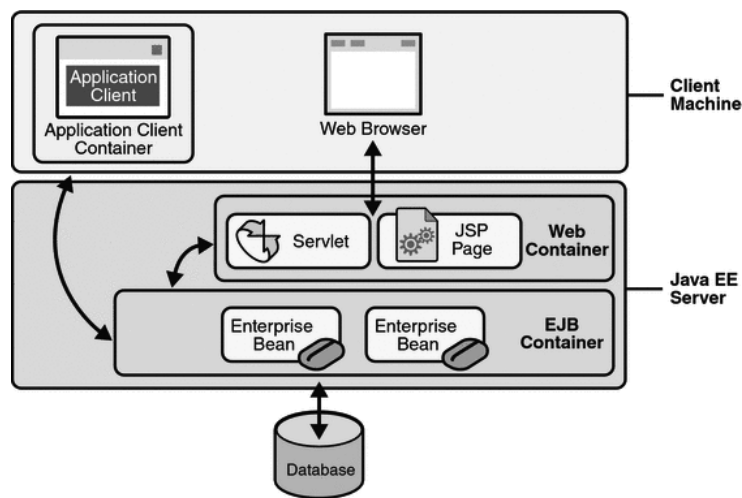 Application
Client
Application Client
Container
Web Browser
Client
Machine
Servlet
JSP
Page
Web
Container
Java EE
Server
Enterprise
Bean
Enterprise
Bean
EJB
Container
Database